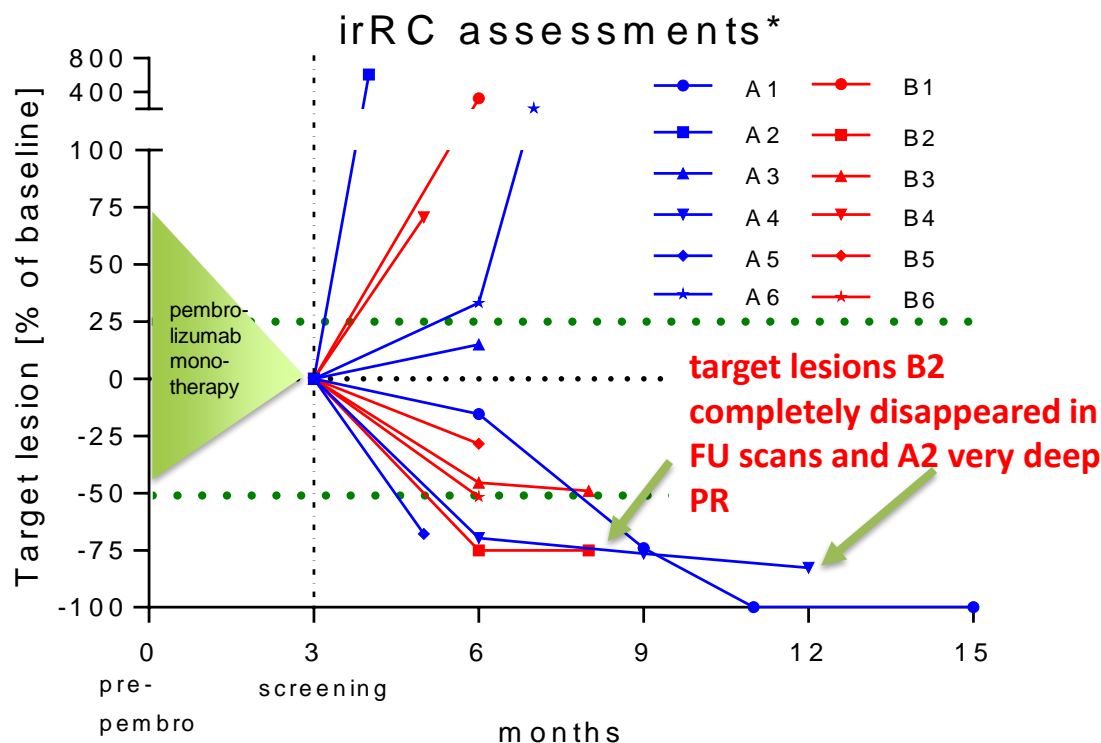 irRC assessments*
Target lesion [% of baseline]
800
400
100
75
50
25
0
-25
-50
-75
-100
pembro-
lizumab
mono-
therapy
A1
A2
A3
A4
A5
A6
B1
B2
B3
B4
B5
B6
target lesions B2
completely disappeared in
FU scans and A2 very deep
PR
0
3
6
9
12
15
pre-
pembro
screening
months